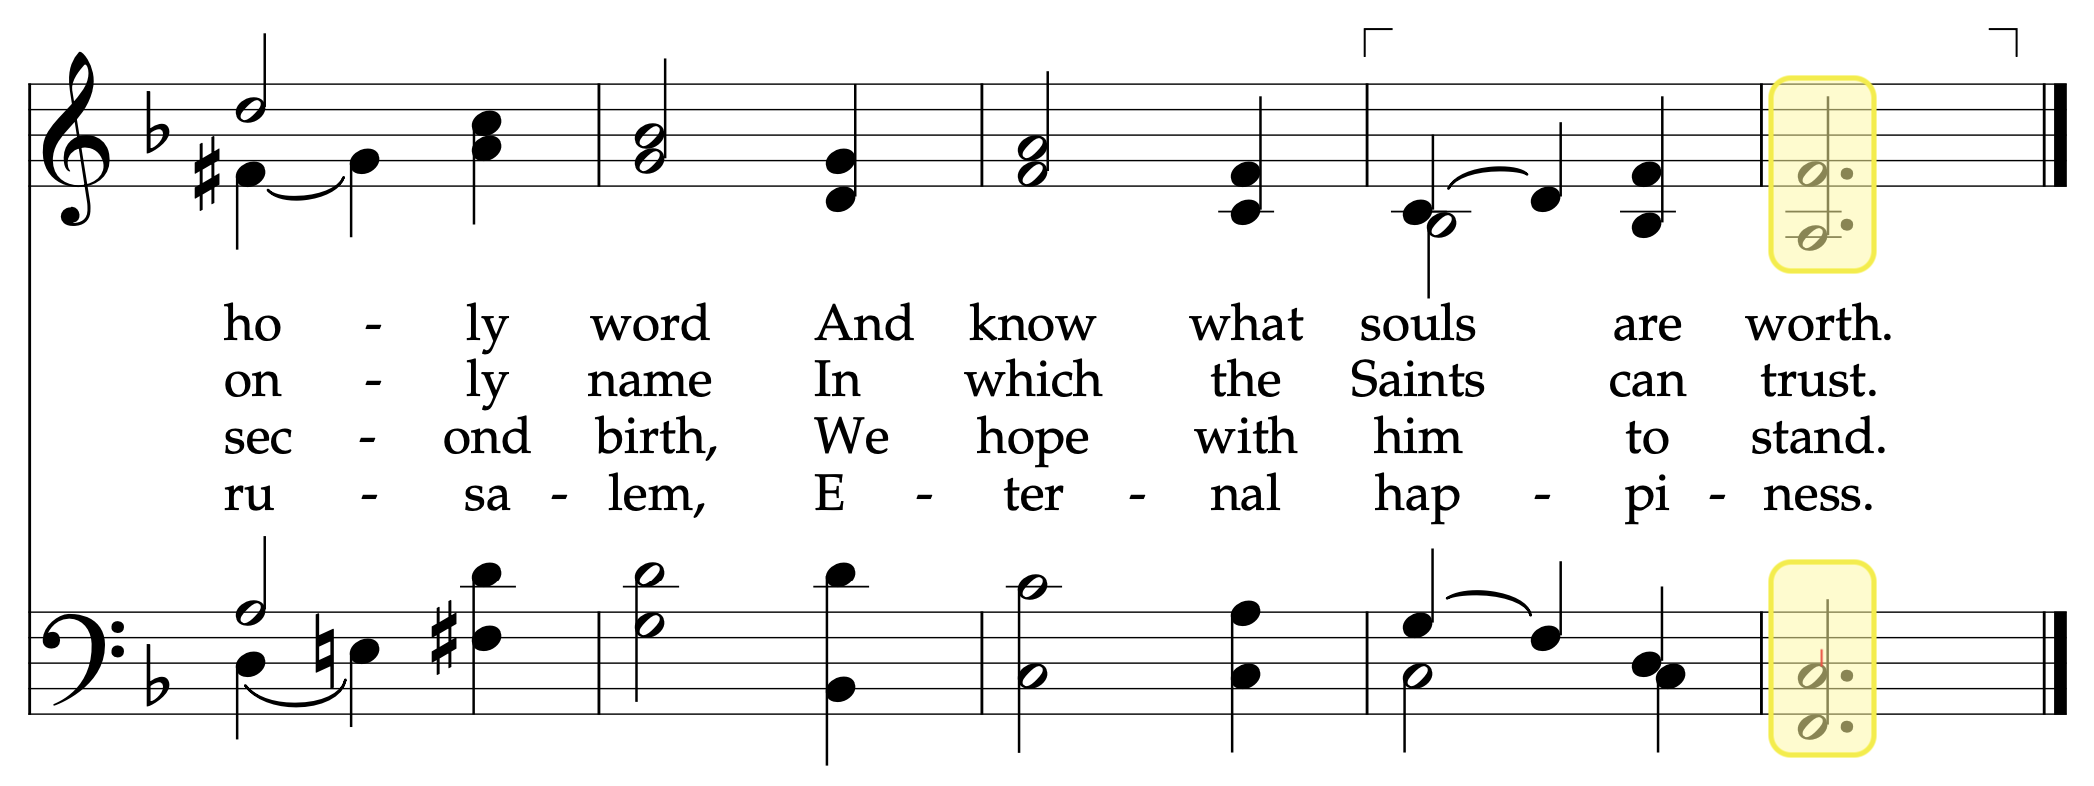 ho - ly word And know what souls are worth.
on - ly name In which the Saints can trust.
sec - ond birth, We hope with him to stand.
ru - sa - lem, E - ter - nal hap - pi - ness.